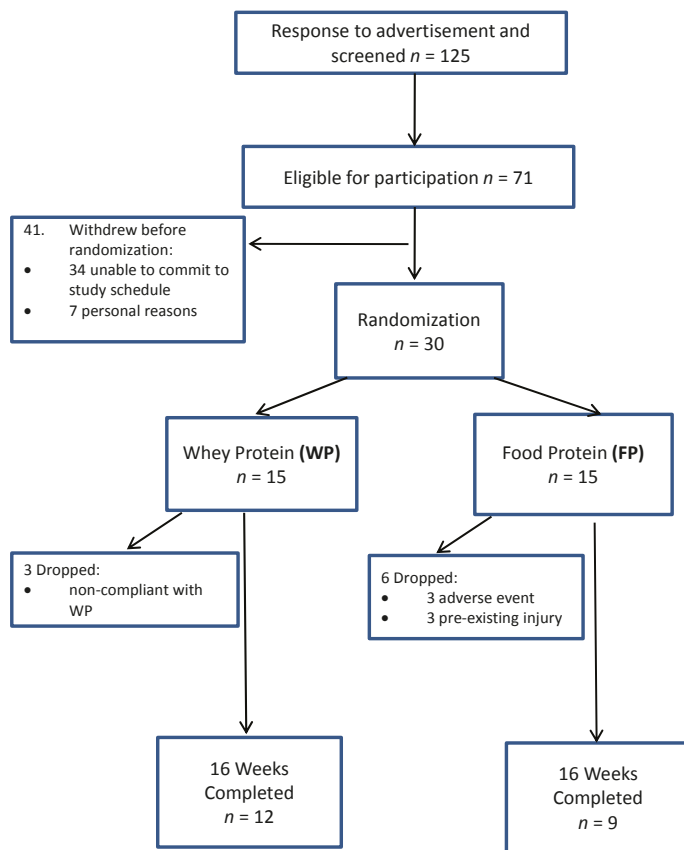 Response to advertisement and
screened n = 125
Eligible for participation n = 71
41. Withdrew before
randomization:
• 34 unable to commit to
study schedule
• 7 personal reasons
Randomization
n = 30
Whey Protein (WP)
n = 15
Food Protein (FP)
n = 15
3 Dropped:
• non-compliant with
WP
6 Dropped:
• 3 adverse event
• 3 pre-existing injury
16 Weeks
Completed
n = 12
16 Weeks
Completed
n = 9